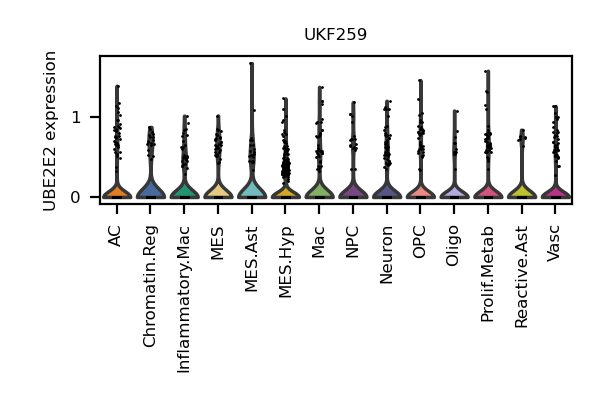 UKF259
UBE2E2 expression
1
0
AC
Chromatin.Reg
Inflammatory.Mac
MES
MES.Ast
MES.Hyp
Mac
NPC
Neuron
OPC
Oligo
Prolif.Metab
Reactive.Ast
Vasc